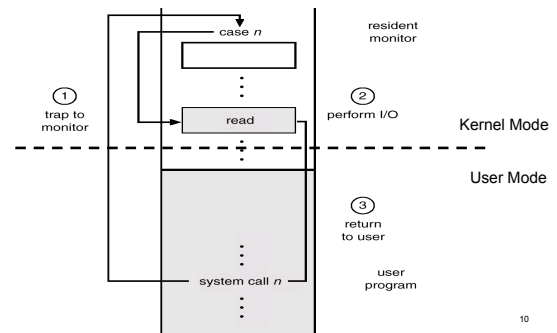 case n
resident
monitor
1
trap to
monitor
2
perform I/O
read
Kernel Mode
User Mode
3
return
to user
system call n
user
program
10